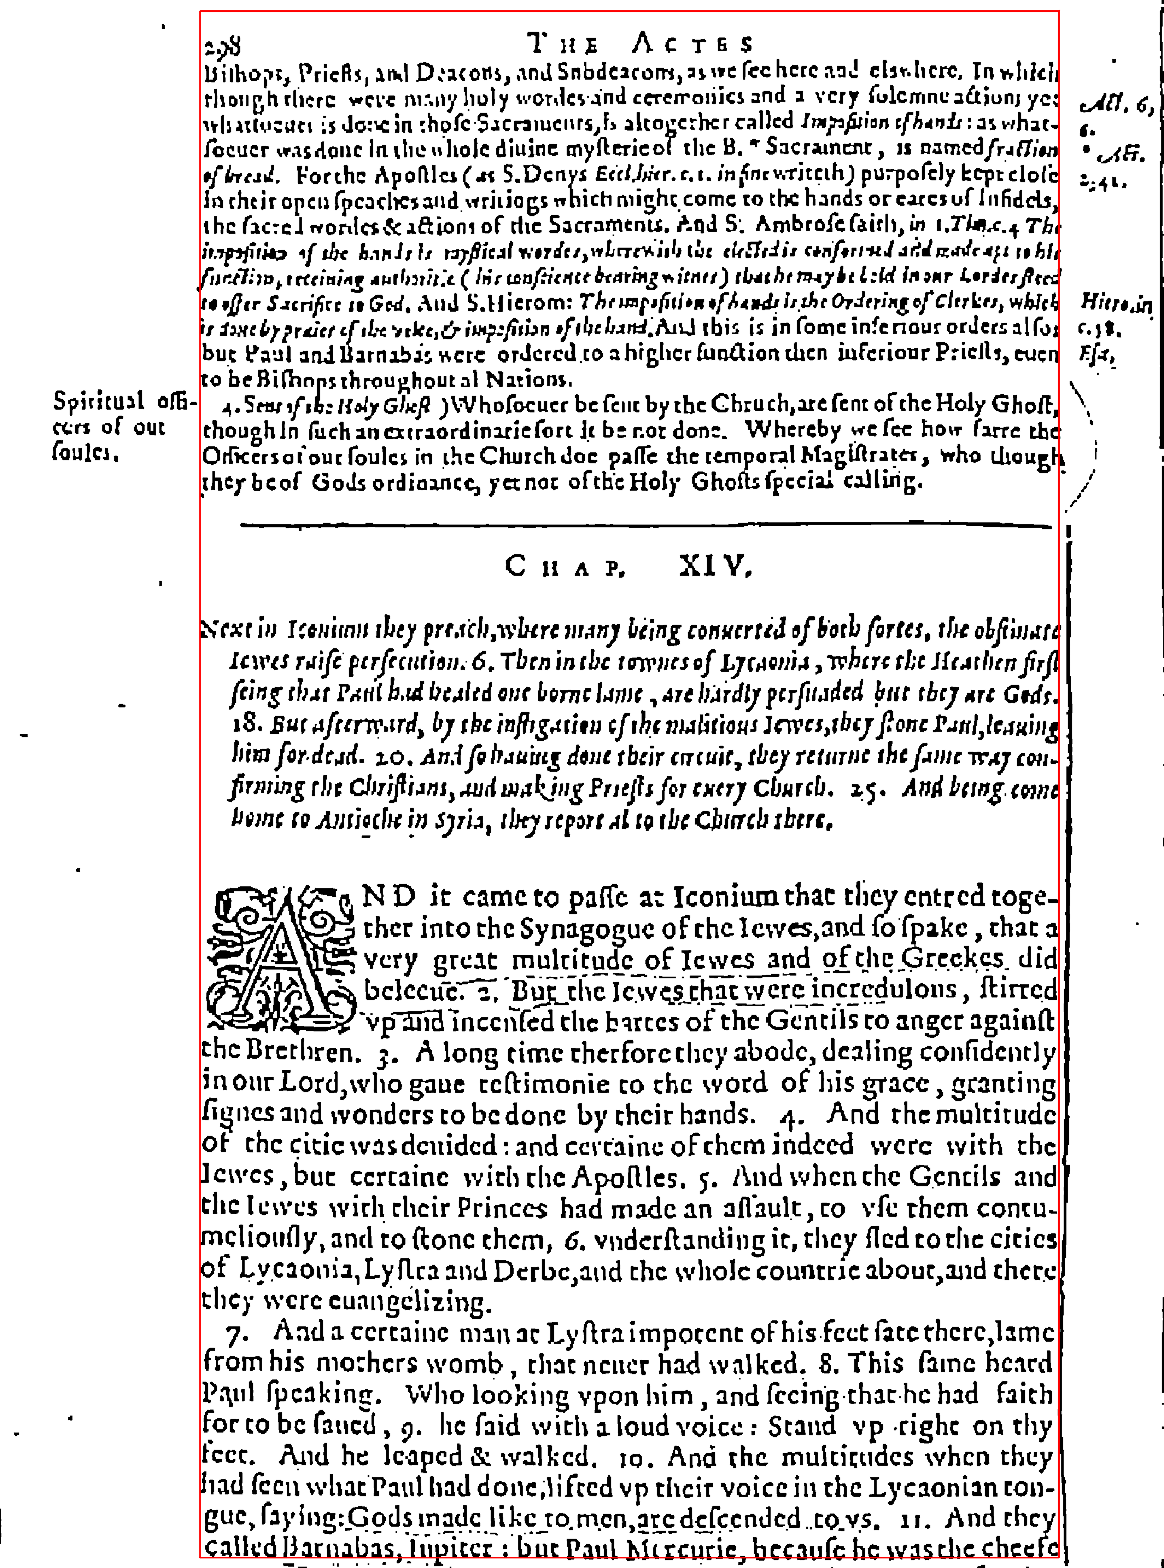 298 THE ACTES
Bishops, Priests, and Deacons, and Subdeacons, as we see here and elswhere. In which
though there were many holy wordes and ceremonies and a very solemne action; yet
whatsoeuer is done in those Sacraments, is altogether called Imposition of hands: as what-
soeuer was done in the whole diuine mysterie of the B. * Sacrament, is named fraction
of bread. For the Apostles (as S. Denys Eccl. hier. c. 1. in fine writeth) purposely kept close
in their open speaches and writings which might come to the hands or eares of Infidels,
the sacred wordes & actions of the Sacraments. And S. Ambrose saith, in 1. Tim. c. 4 The
imposition of the hands is mystical wordes, wherewith the elected is confirmed and made apt to his
function, receiuing authoritie (his conscience bearing witnes) that he may be bold in our Lordes steed
to offer Sacrifice to God. And S. Hierom: The imposition of hands is the Ordering of Clerkes, which
is done by praier of the voice, & imposition of the hand. And this is in some inferiour orders also:
but Paul and Barnabas were ordered to a higher function then inferiour Priests, euen
to be Bishops throughout al Nations.
4. Sent of the Holy Ghost ) Whosoeuer be sent by the Chruch, are sent of the Holy Ghost,
though in such an extraordinarie sort it be not done. Whereby we see how farre the
Officers of our soules in the Church doe passe the temporal Magistrates, who though
they be of Gods ordinance, yet not of the Holy Ghosts special calling.
Act. 6,
6.
* Act.
2,42.
Hiero. in
c. 58.
Esa,
Spiritual offi-
cers of our
soules.
CHAP. XIV.
Next in Iconium they preach, where many being conuerted of both sortes, the obstinate
Iewes raise persecution. 6. Then in the townes of Lycaonia, where the Heathen first
seing that Paul had healed one borne lame, are hardly persuaded but they are Gods.
18. But afterward, by the instigation of the malitious Iewes, they stone Paul, leauing
him for dead. 20. And so hauing done their circuit, they returne the same way con-
firming the Christians, and making Priests for euery Church. 25. And being come
home to Antioche in Syria, they report al to the Church there.
AND it came to passe at Iconium that they entred toge-
ther into the Synagogue of the Iewes, and so spake, that a
very great multitude of Iewes and of the Greekes did
beleeue. 2. But the Iewes that were incredulous, stirred
vp and incensed the hartes of the Gentils to anger against
the Brethren. 3. A long time therfore they abode, dealing confidently
in our Lord, who gaue testimonie to the word of his grace, granting
signes and wonders to be done by their hands. 4. And the multitude
of the citie was deuided: and certaine of them indeed were with the
Iewes, but certaine with the Apostles. 5. And when the Gentils and
the Iewes with their Princes had made an assault, to vse them contu-
meliously, and to stone them, 6. vnderstanding it, they fled to the cities
of Lycaonia, Lystra and Derbe, and the whole countrie about, and there
they were euangelizing.
7. And a certaine man at Lystra impotent of his feet sate there, lame
from his mothers womb, that neuer had walked. 8. This same heard
Paul speaking. Who looking vpon him, and seeing that he had faith
for to be saued, 9. he said with a loud voice: Stand vp right on thy
feet. And he leaped & walked. 10. And the multitudes when they
had seen what Paul had done, lifted vp their voice in the Lycaonian ton-
gue, saying: Gods made like to men, are descended to vs. 11. And they
called Barnabas, Iupiter: but Paul Mercurie, because he was the cheefe